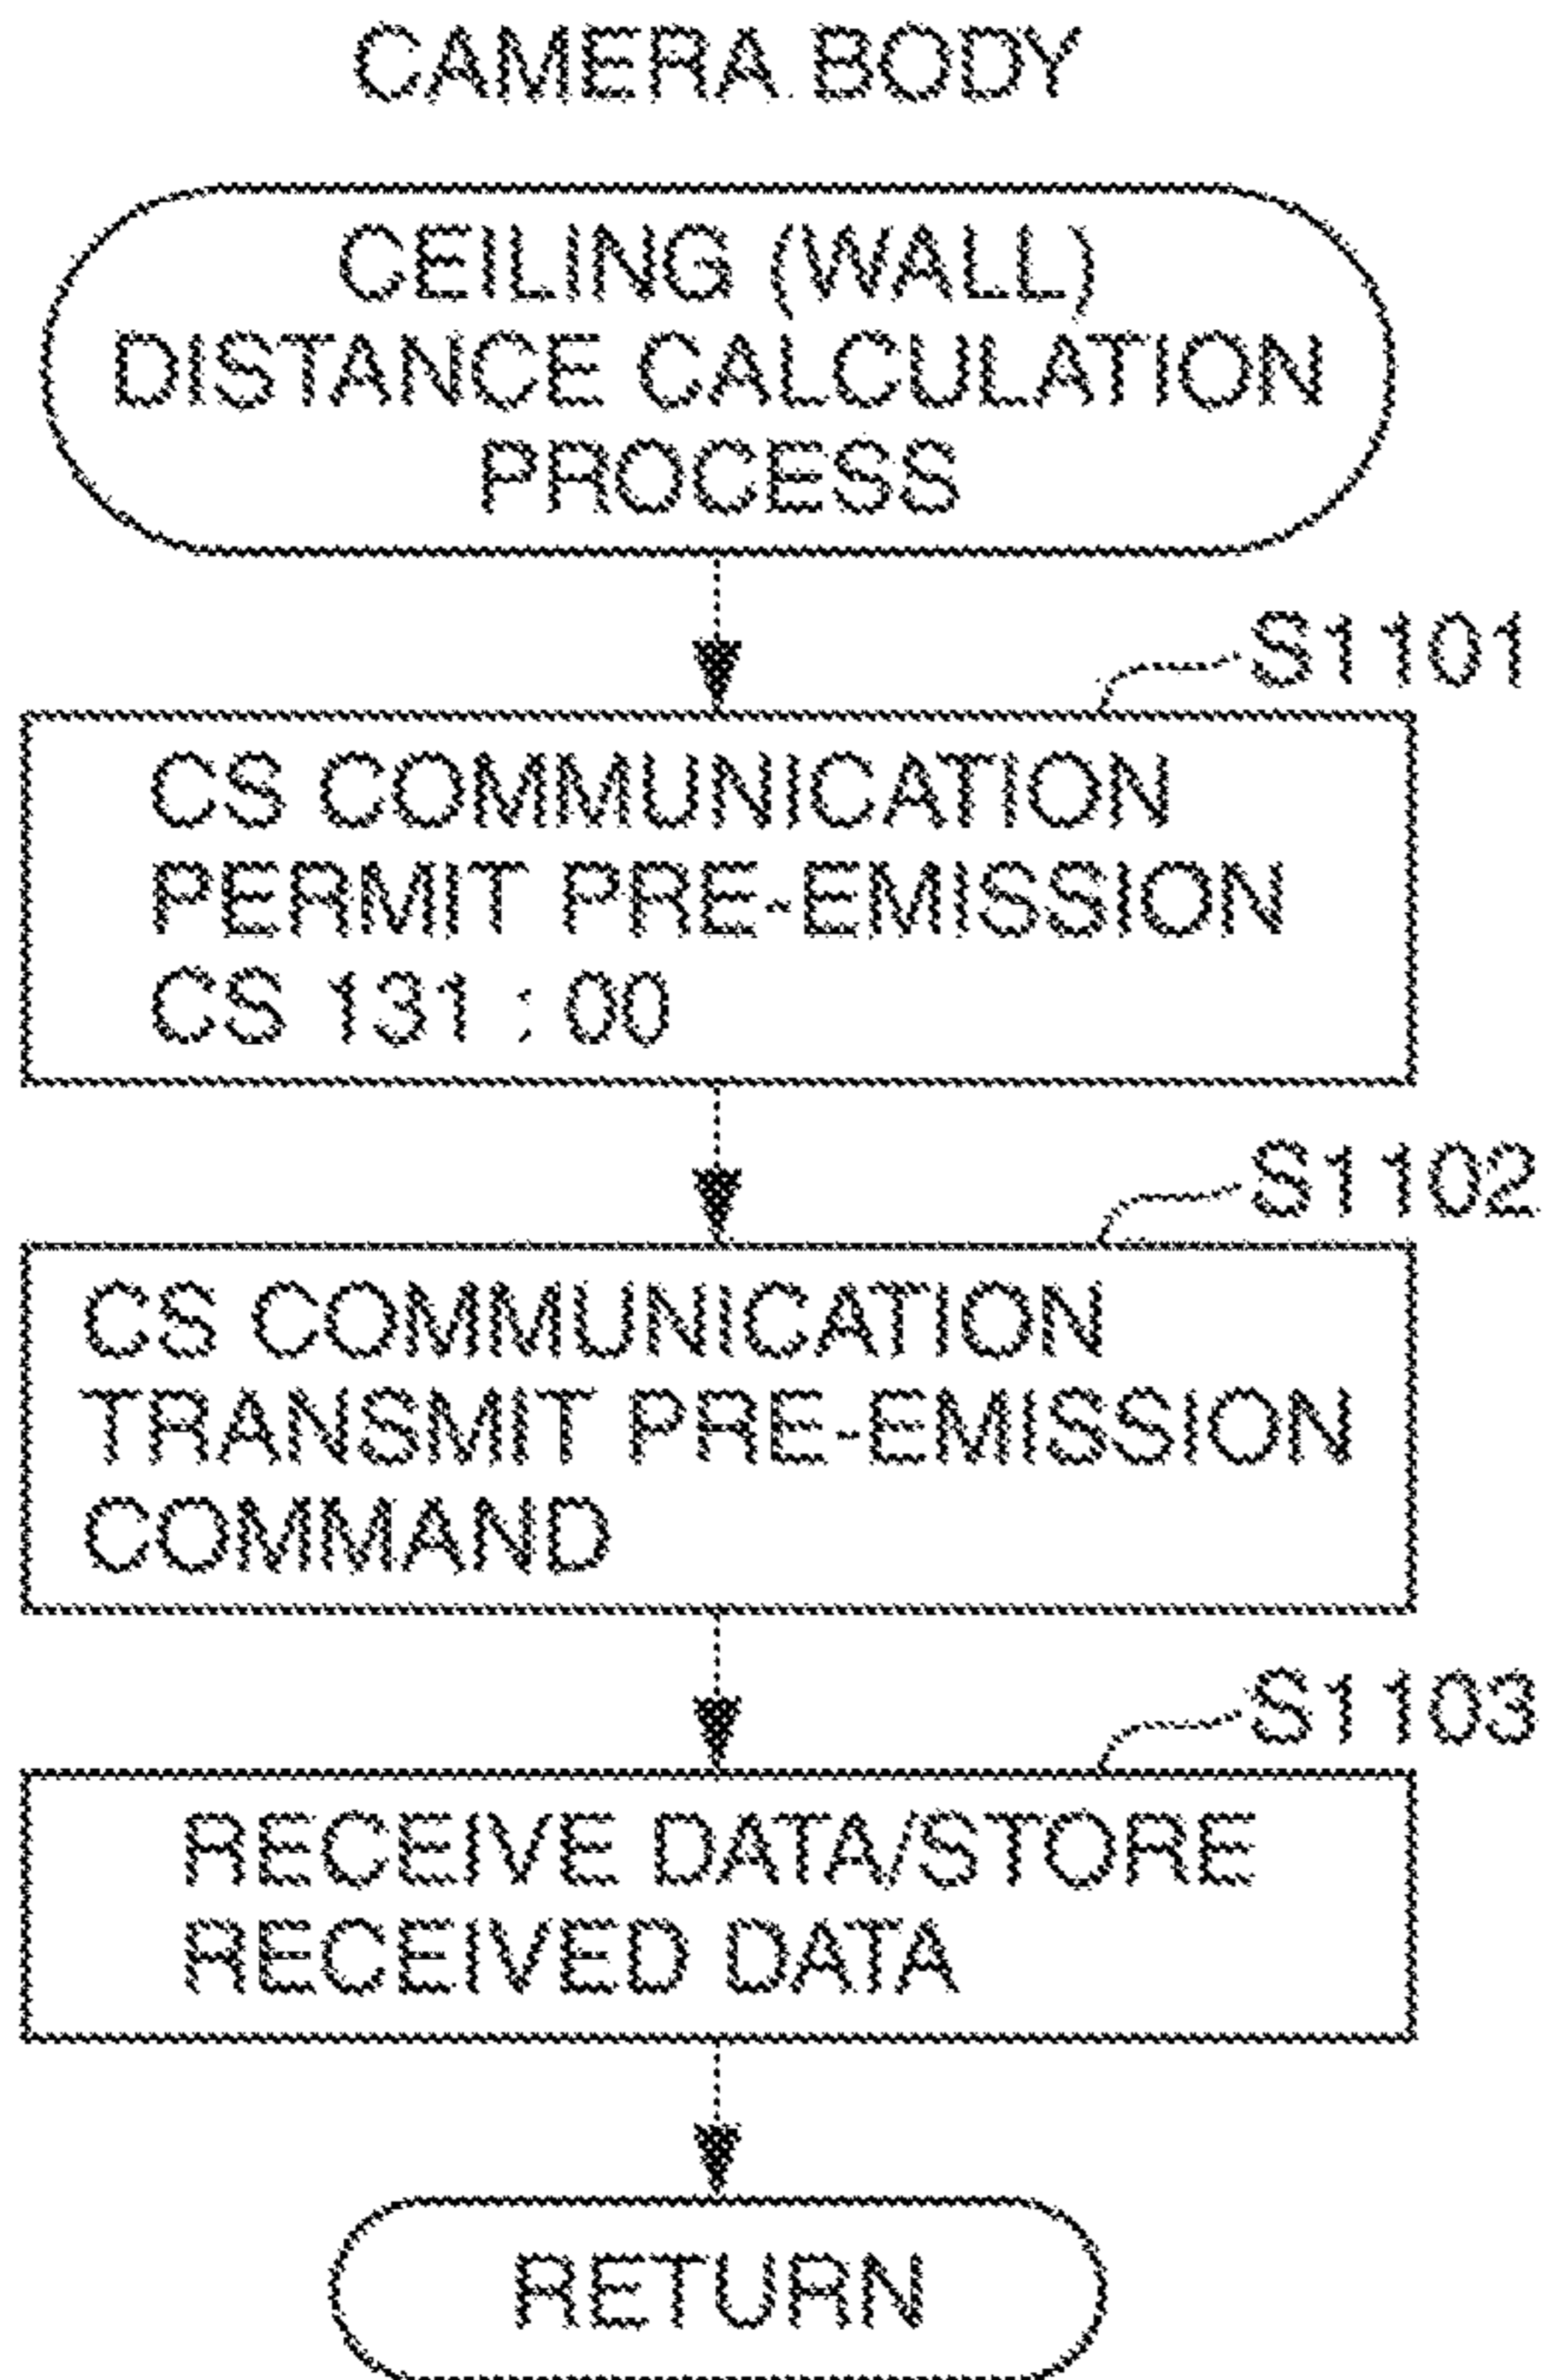 CAMERA BODY
CEILING (WALL)
DISTANCE CALCULATION
PROCESS
S1101
CS COMMUNICATION
PERMIT PRE-EMISSION
CS 131 : 00
S1102
CS COMMUNICATION
TRANSMIT PRE-EMISSION
COMMAND
S1103
RECEIVE DATA/STORE
RECEIVED DATA
RETURN